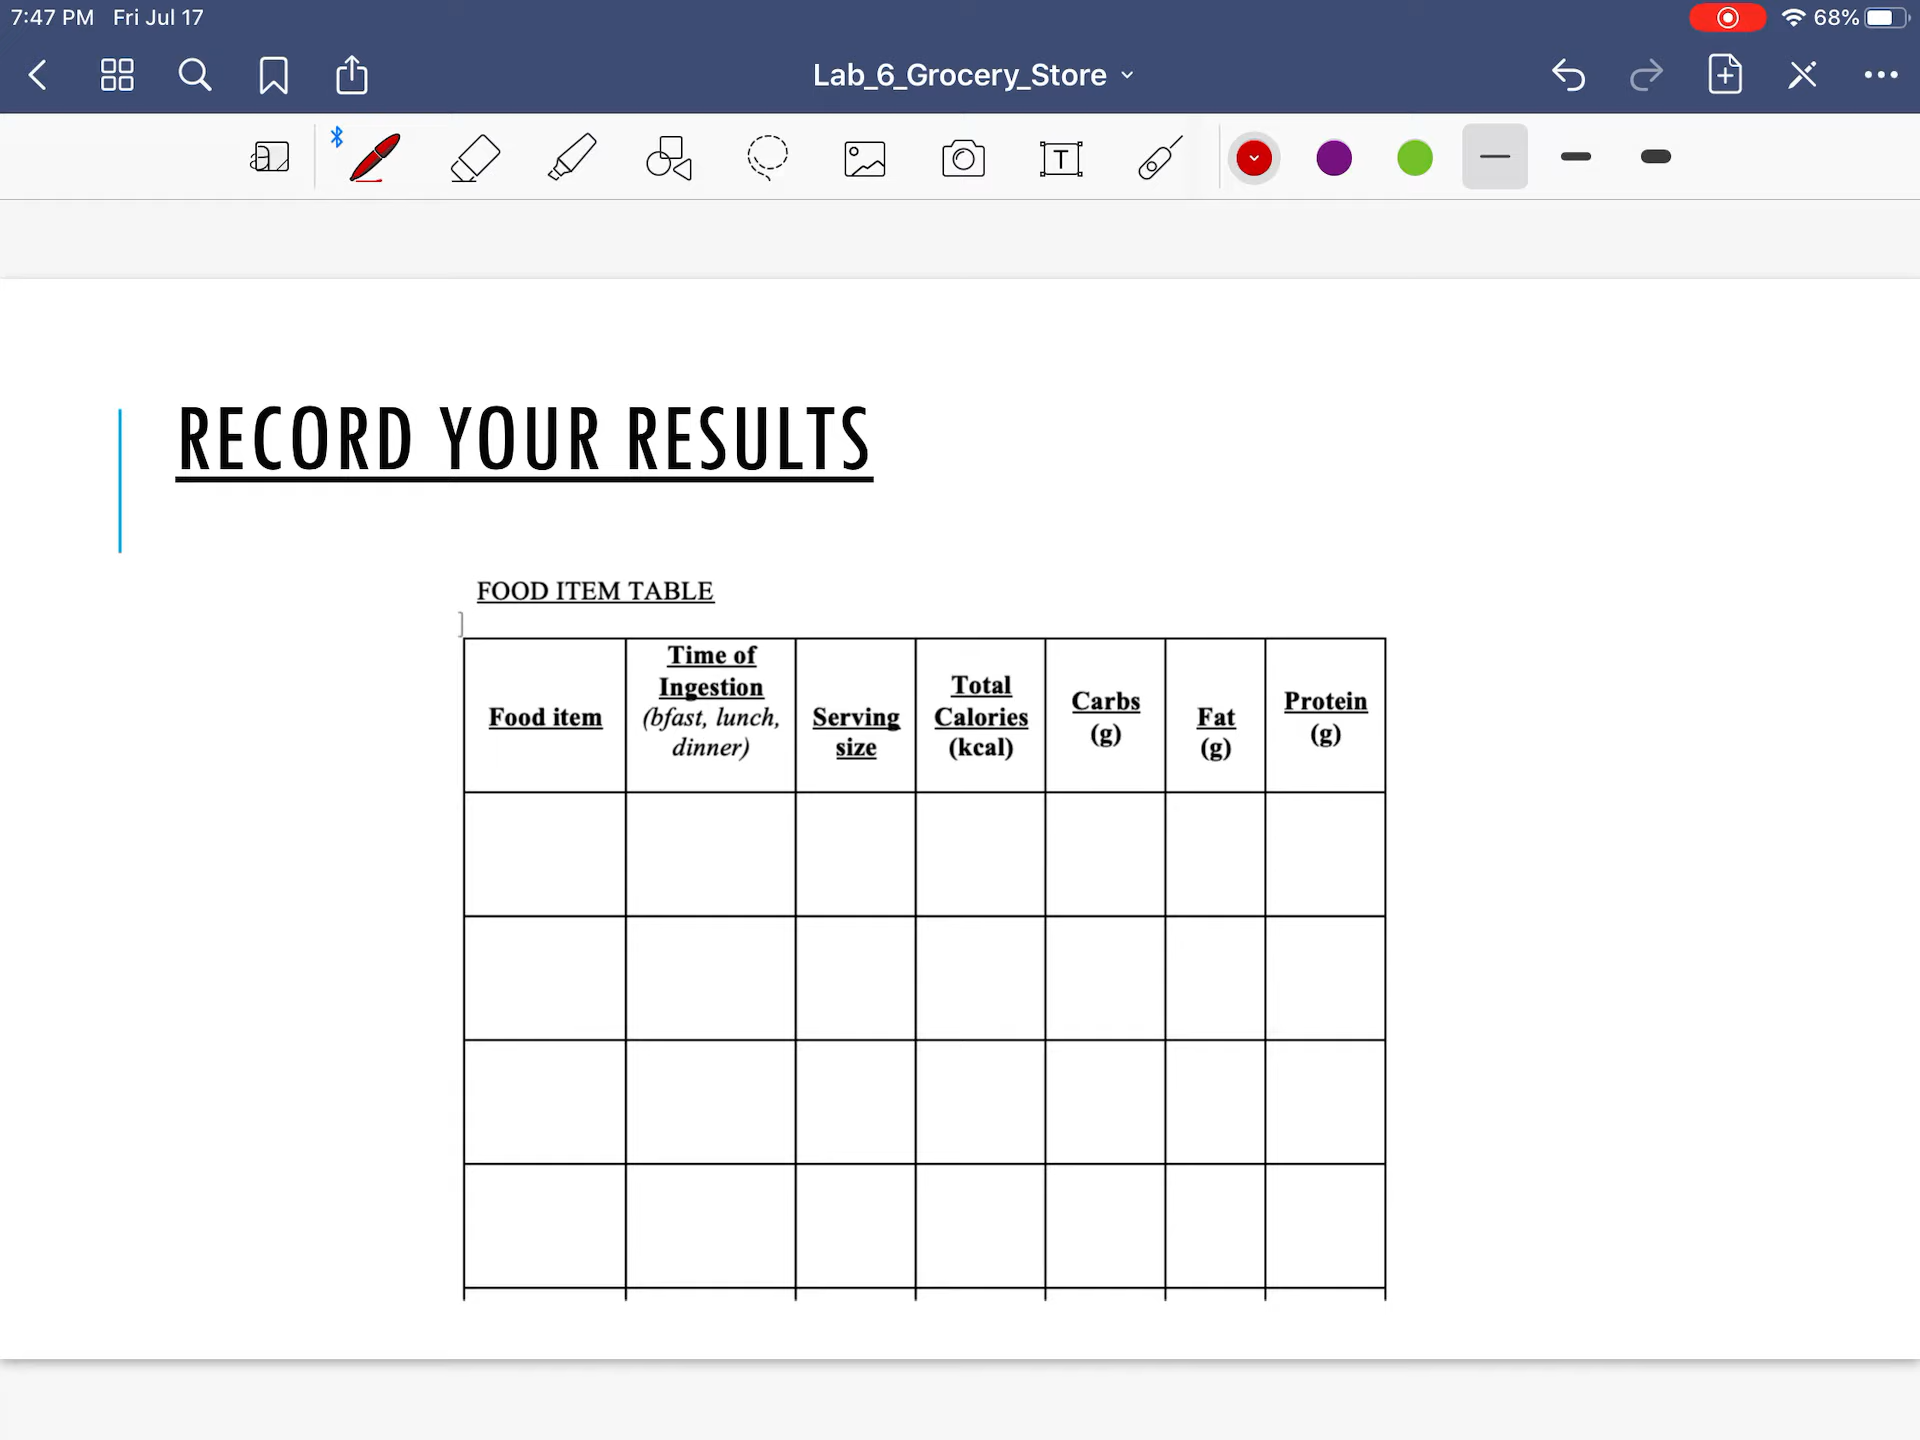 7:47 PM Fri Jul 17
68%
Lab_6_Grocery_Store
T
RECORD YOUR RESULTS
FOOD ITEM TABLE
Food item
Time of
Ingestion
(bfast, lunch,
dinner)
Serving
size
Total
Calories
(kcal)
Carbs
(g)
Fat
(g)
Protein
(g)